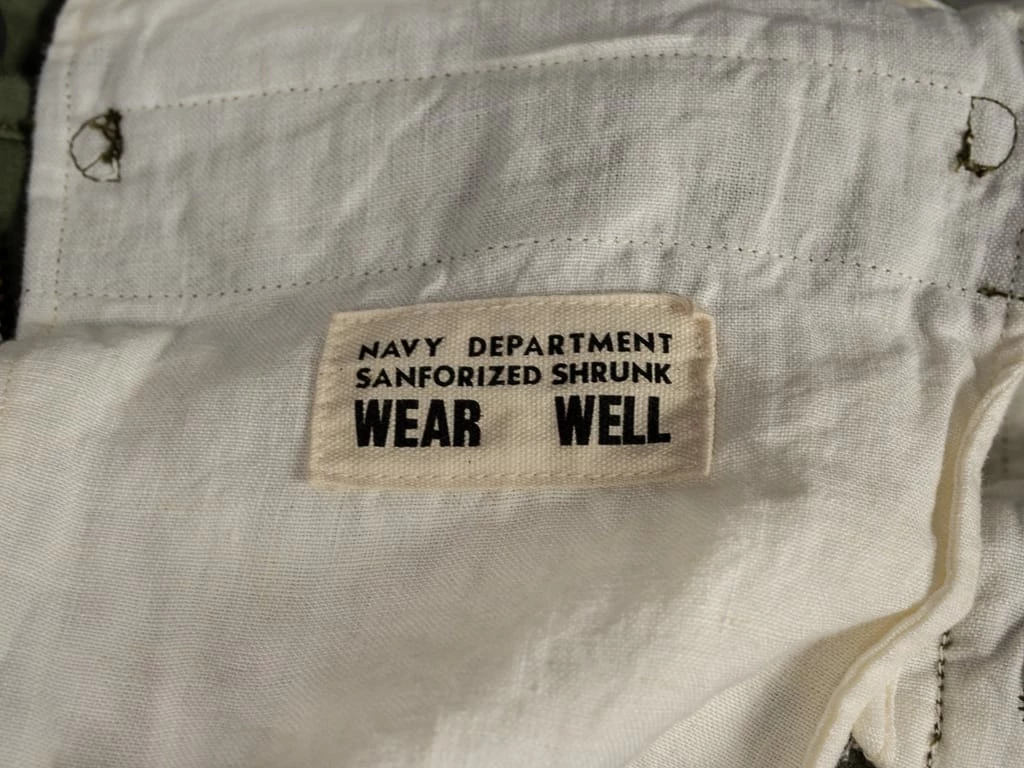 NAVY DEPARTMENT
SANFORIZED SHRUNK
WEAR WELL